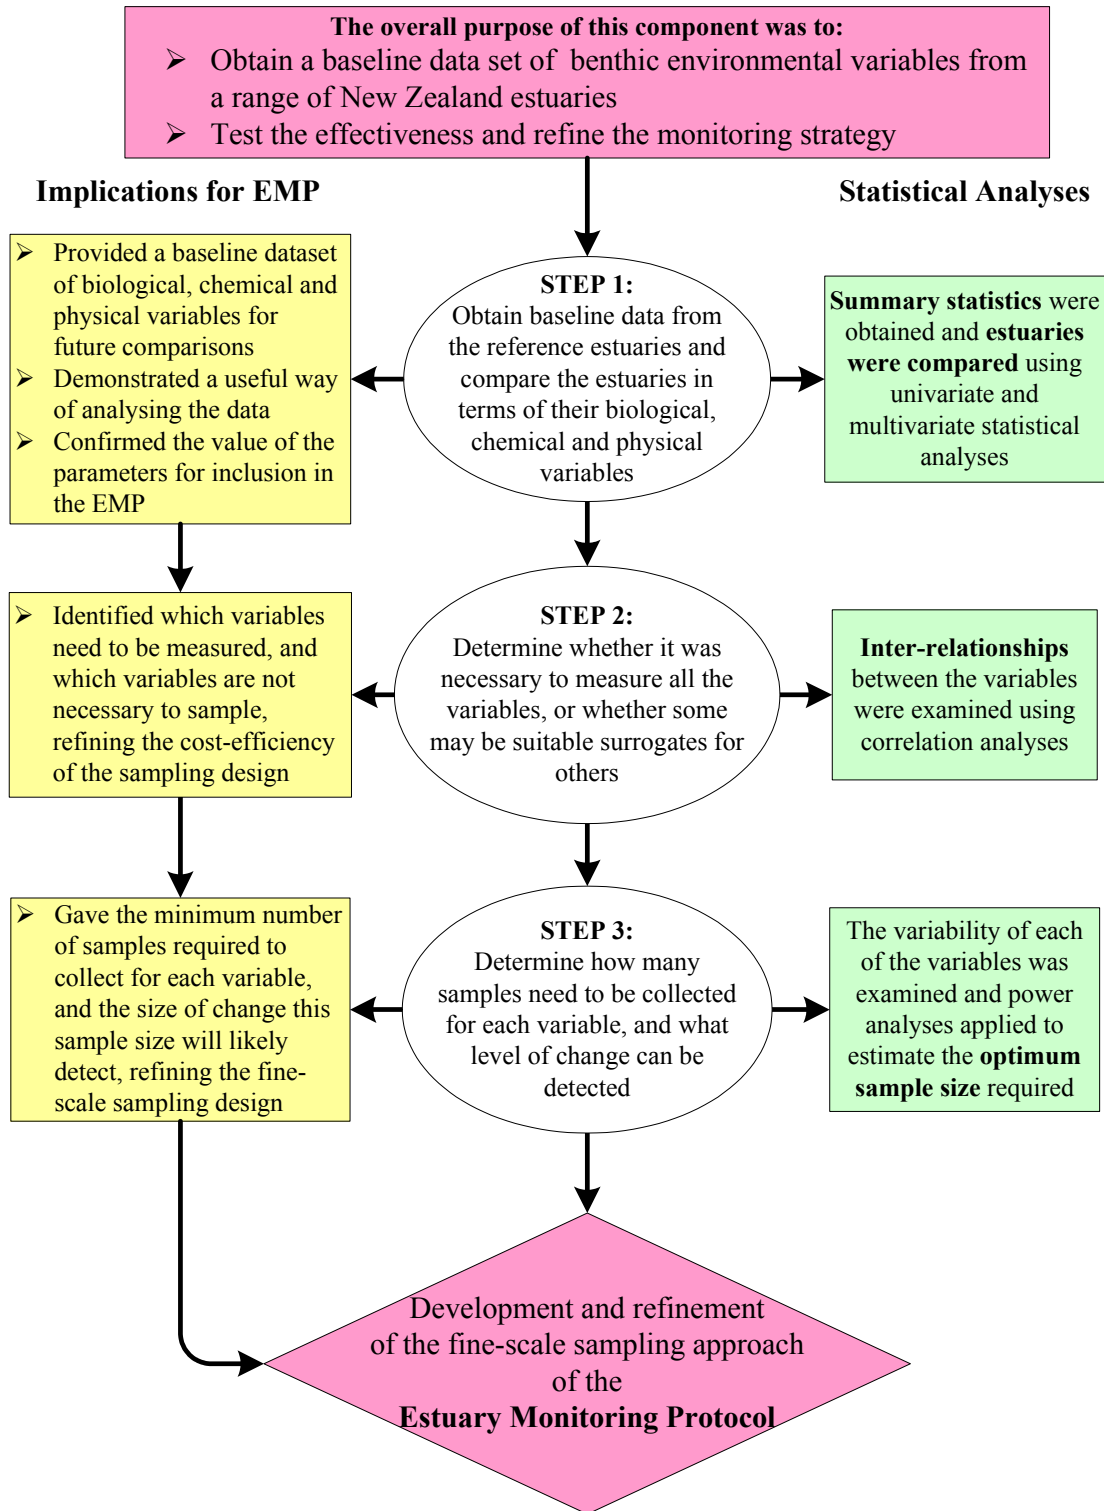 The overall purpose of this component was to:
➢ Obtain a baseline data set of benthic environmental variables from
a range of New Zealand estuaries
➢ Test the effectiveness and refine the monitoring strategy
Implications for EMP
Statistical Analyses
➢ Provided a baseline dataset
of biological, chemical and
physical variables for
future comparisons
➢ Demonstrated a useful way
of analysing the data
➢ Confirmed the value of the
parameters for inclusion in
the EMP
STEP 1:
Obtain baseline data from
the reference estuaries and
compare the estuaries in
terms of their biological,
chemical and physical
variables
Summary statistics were
obtained and estuaries
were compared using
univariate and
multivariate statistical
analyses
➢ Identified which variables
need to be measured, and
which variables are not
necessary to sample,
refining the cost-efficiency
of the sampling design
STEP 2:
Determine whether it was
necessary to measure all the
variables, or whether some
may be suitable surrogates for
others
Inter-relationships
between the variables
were examined using
correlation analyses
➢ Gave the minimum number
of samples required to
collect for each variable,
and the size of change this
sample size will likely
detect, refining the fine-
scale sampling design
STEP 3:
Determine how many
samples need to be collected
for each variable, and what
level of change can be
detected
The variability of each
of the variables was
examined and power
analyses applied to
estimate the optimum
sample size required
Development and refinement
of the fine-scale sampling approach
of the
Estuary Monitoring Protocol